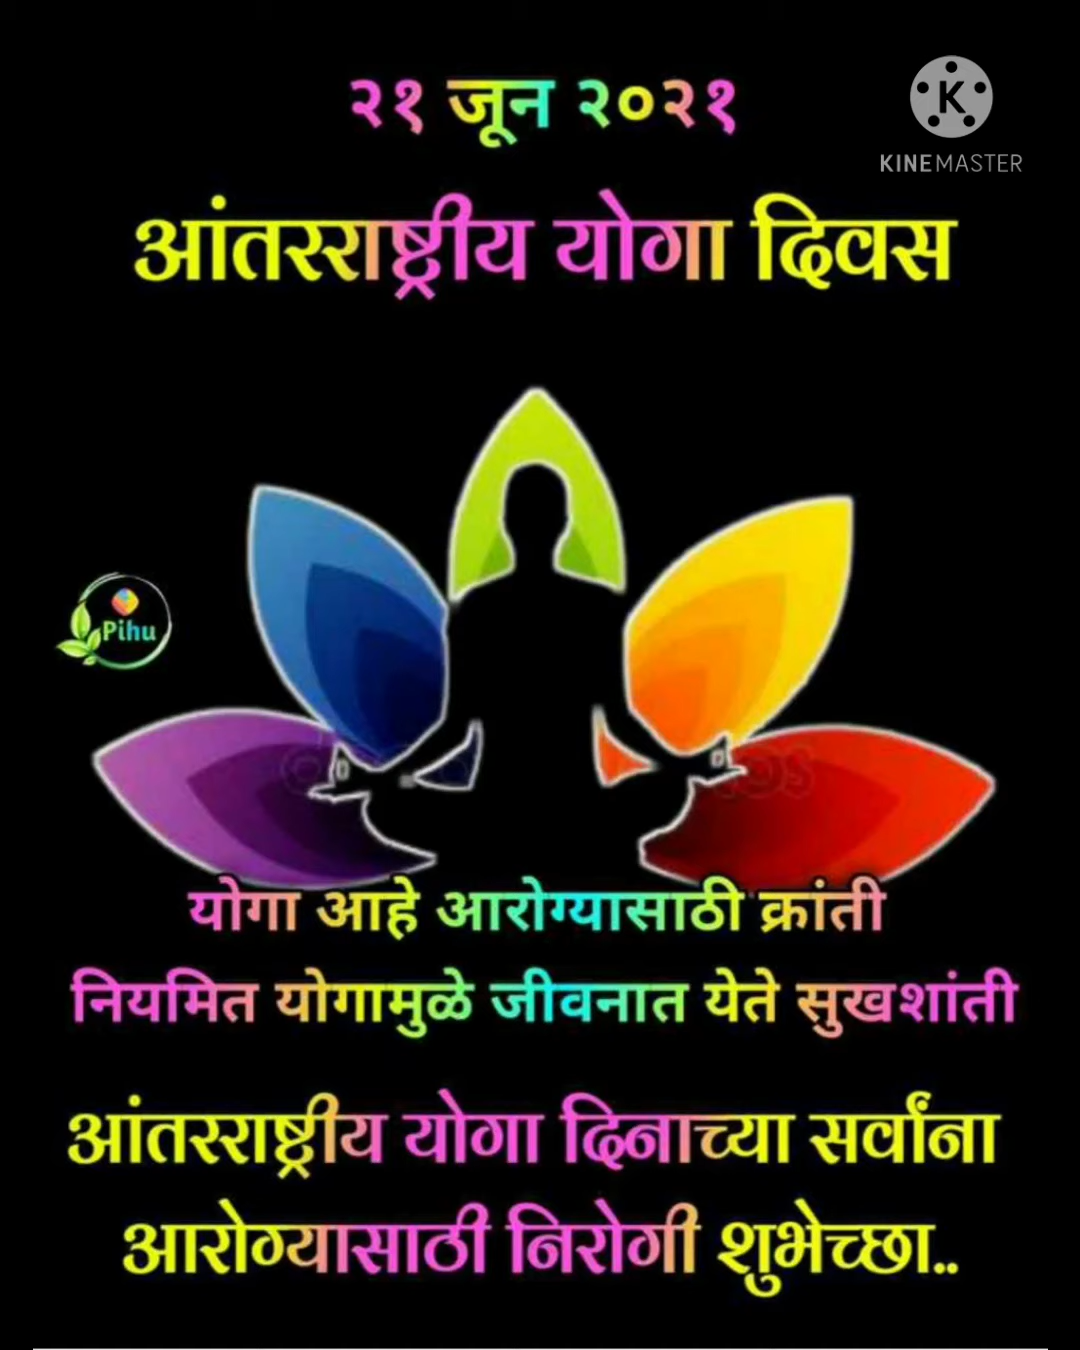 २१ जून २०२१
K
KINEMASTER
आंतरराष्ट्रीय योगा दिवस
Pihu
योगा आहे आरोग्यासाठी क्रांती
नियमित योगामुळे जीवनात येते सुखशांती
आंतरराष्ट्रीय योगा दिनाच्या सर्वांना
आरोग्यासाठी निरोगी शुभेच्छा..